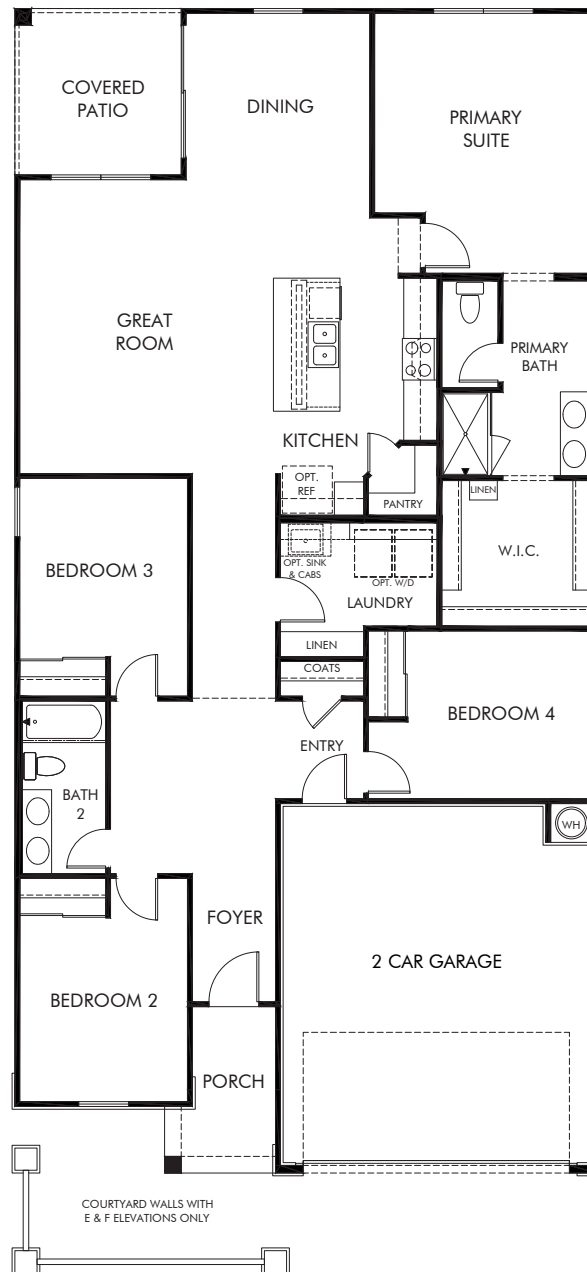 COVERED
PATIO
DINING
PRIMARY
SUITE
GREAT
ROOM
PRIMARY
BATH
KITCHEN
OPT.
REF
PANTRY
LINEN
W.I.C.
OPT. SINK
& CABS
OPT. W/D
LAUNDRY
BEDROOM 3
LINEN
COATS
BEDROOM 4
ENTRY
BATH
2
WH
FOYER
2 CAR GARAGE
BEDROOM 2
PORCH
COURTYARD WALLS WITH
E & F ELEVATIONS ONLY